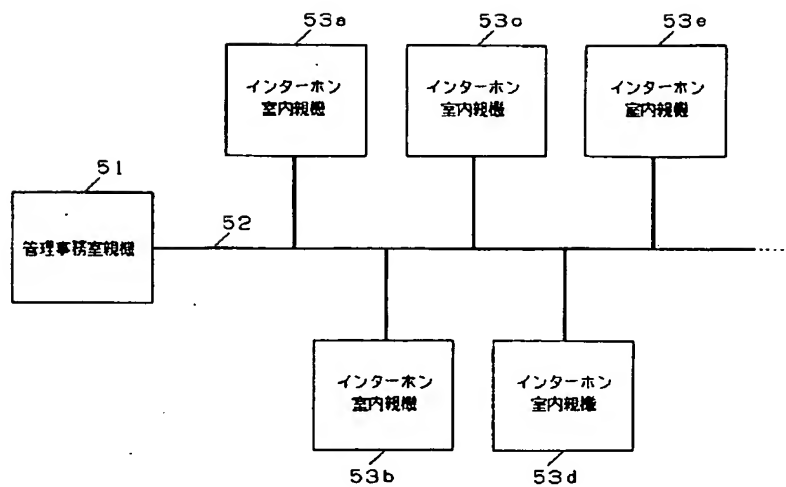 53a
53c
53e
インターホン
室内親機
インターホン
室内親機
インターホン
室内親機
51
52
管理事務室親機
インターホン
室内親機
インターホン
室内親機
53b
53d